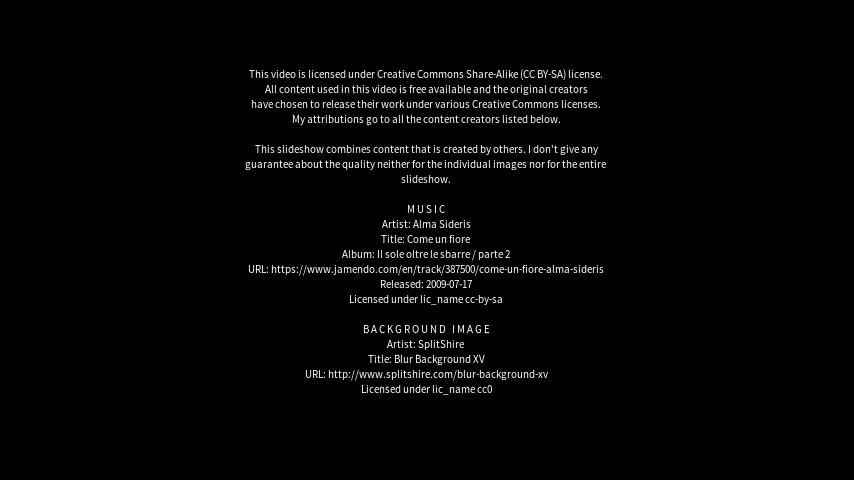 This video is licensed under Creative Commons Share-Alike (CC BY-SA) license.
All content used in this video is free available and the original creators
have chosen to release their work under various Creative Commons licenses.
My attributions go to all the content creators listed below.
This slideshow combines content that is created by others. I don't give any
guarantee about the quality neither for the individual images nor for the entire
slideshow.
MUSIC
Artist: Alma Sideris
Title: Come un fiore
Album: Il sole oltre le sbarre / parte 2
URL: https://www.jamendo.com/en/track/387500/come-un-fiore-alma-sideris
Released: 2009-07-17
Licensed under lic_name cc-by-sa
BACKGROUND IMAGE
Artist: SplitShire
Title: Blur Background XV
URL: http://www.splitshire.com/blur-background-xv
Licensed under lic_name cc0